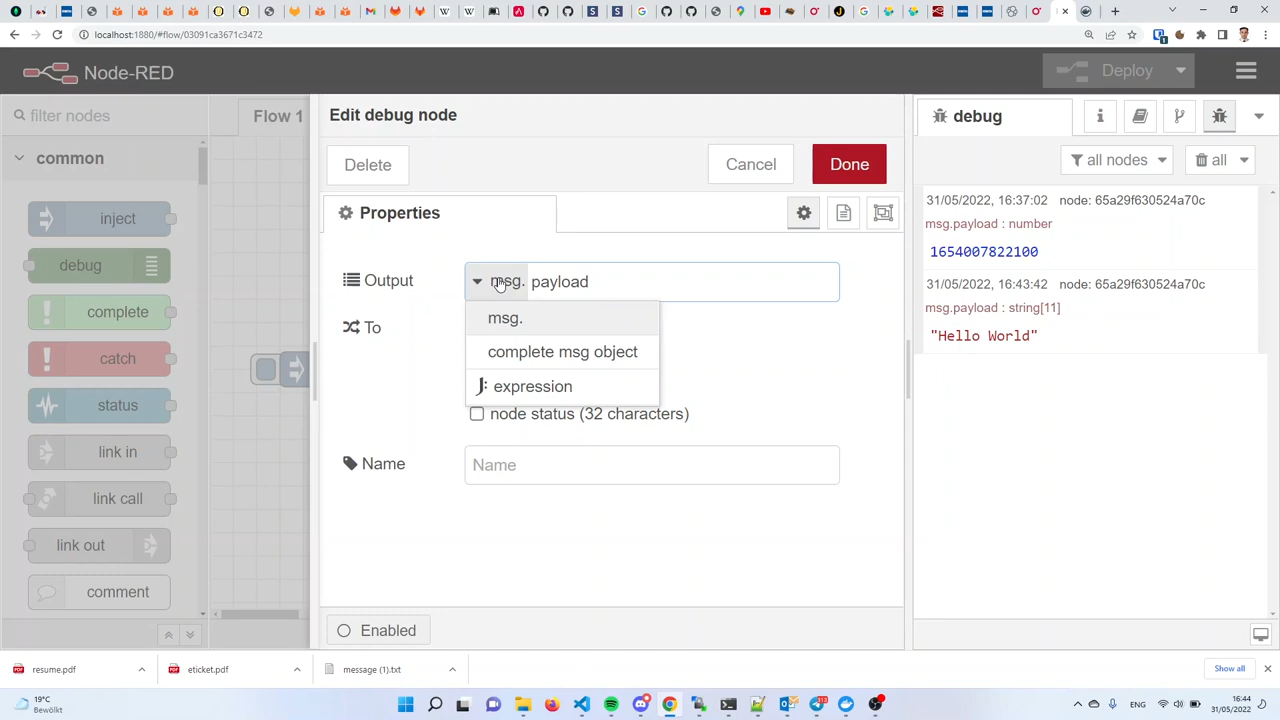 localhost:1880/#flow/03091ca3671c3472
Node-RED
Deploy
filter nodes
Flow 1
Edit debug node
debug
common
Delete
Cancel
Done
all nodes
all
inject
Properties
31/05/2022, 16:37:02 node: 65a29f630524a70c
msg.payload : number
1654007822100
debug
Output
msg. payload
31/05/2022, 16:43:42 node: 65a29f630524a70c
msg.payload : string[11]
"Hello World"
complete
To
msg.
catch
complete msg object
expression
status
node status (32 characters)
link in
Name
Name
link call
link out
comment
Enabled
resume.pdf
eticket.pdf
message (1).txt
Show all
19°C
Bewölkt
ENG
16:44
31/05/2022